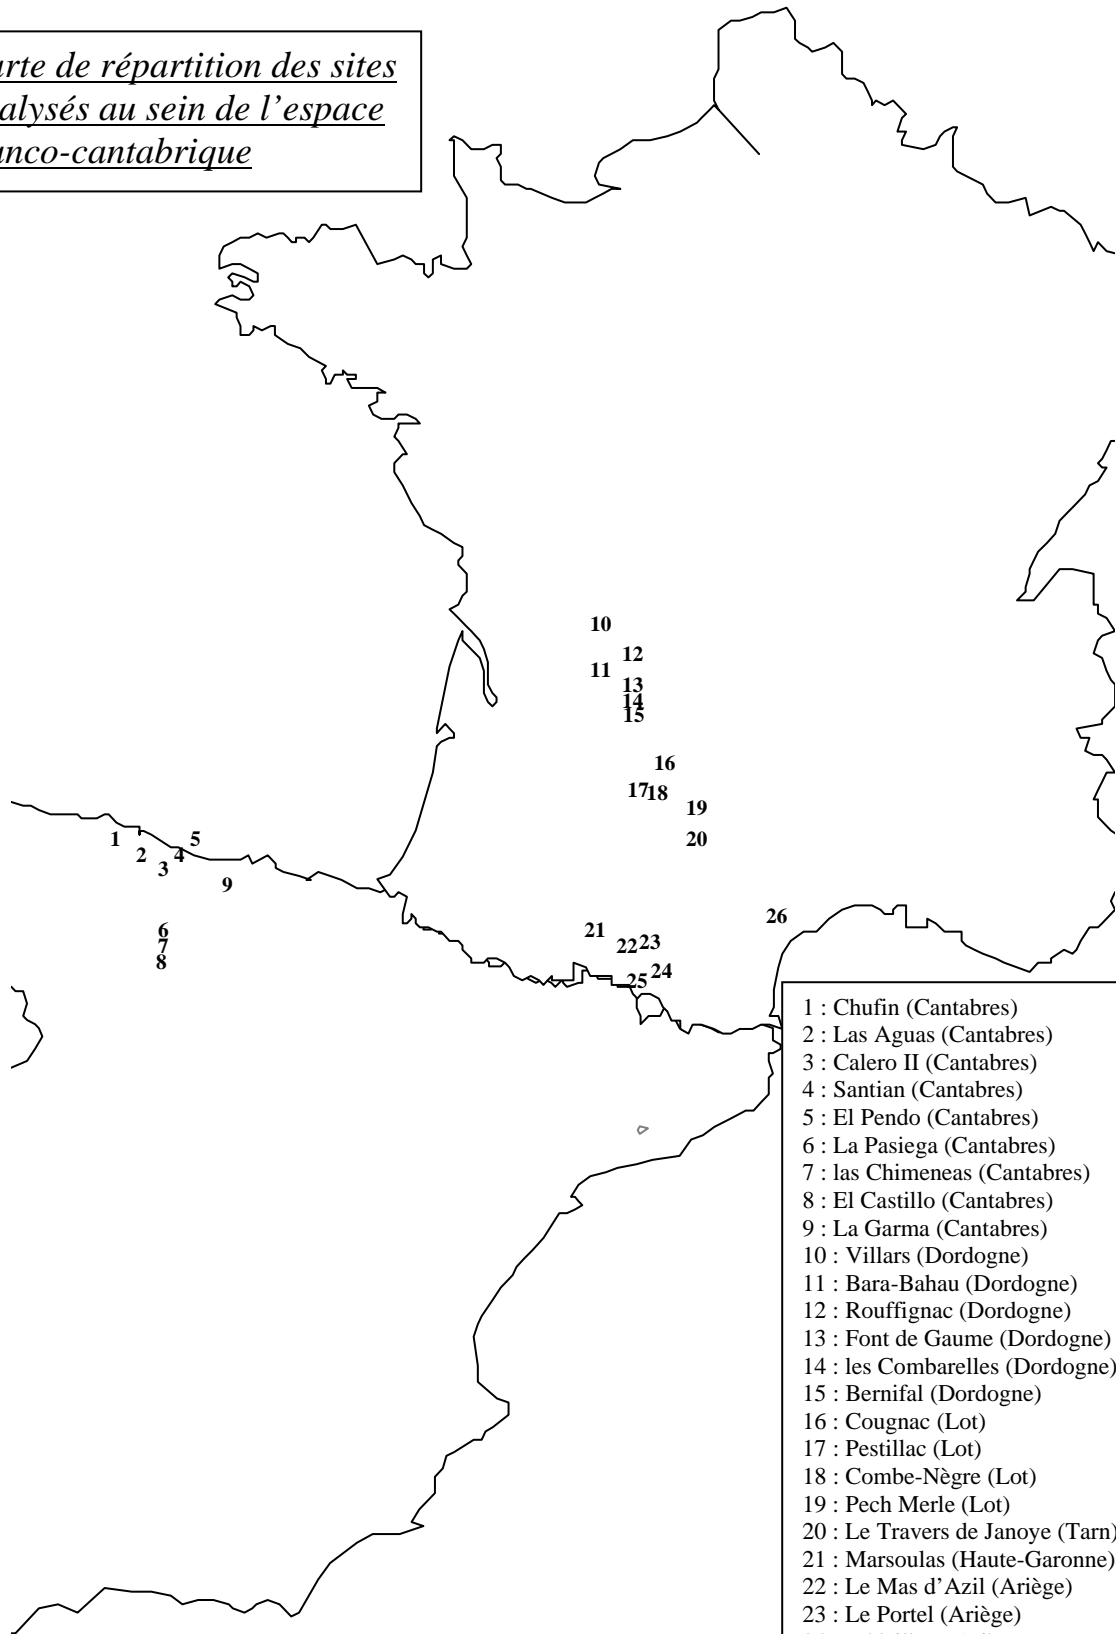 arte de répartition des sites
alysés au sein de l'espace
anco-cantabrique
10
12
11
13
14
15
16
17
18
19
20
1
5
2
4
3
9
6
7
8
21
22
23
24
25
26
1 : Chufin (Cantabres)
2 : Las Aguas (Cantabres)
3 : Calero II (Cantabres)
4 : Santian (Cantabres)
5 : El Pendo (Cantabres)
6 : La Pasiega (Cantabres)
7 : las Chimeneas (Cantabres)
8 : El Castillo (Cantabres)
9 : La Garma (Cantabres)
10 : Villars (Dordogne)
11 : Bara-Bahau (Dordogne)
12 : Rouffignac (Dordogne)
13 : Font de Gaume (Dordogne)
14 : les Combarelles (Dordogne)
15 : Bernifal (Dordogne)
16 : Cougnac (Lot)
17 : Pestillac (Lot)
18 : Combe-Nègre (Lot)
19 : Pech Merle (Lot)
20 : Le Travers de Janoye (Tarn)
21 : Marsoulas (Haute-Garonne)
22 : Le Mas d'Azil (Ariège)
23 : Le Portel (Ariège)